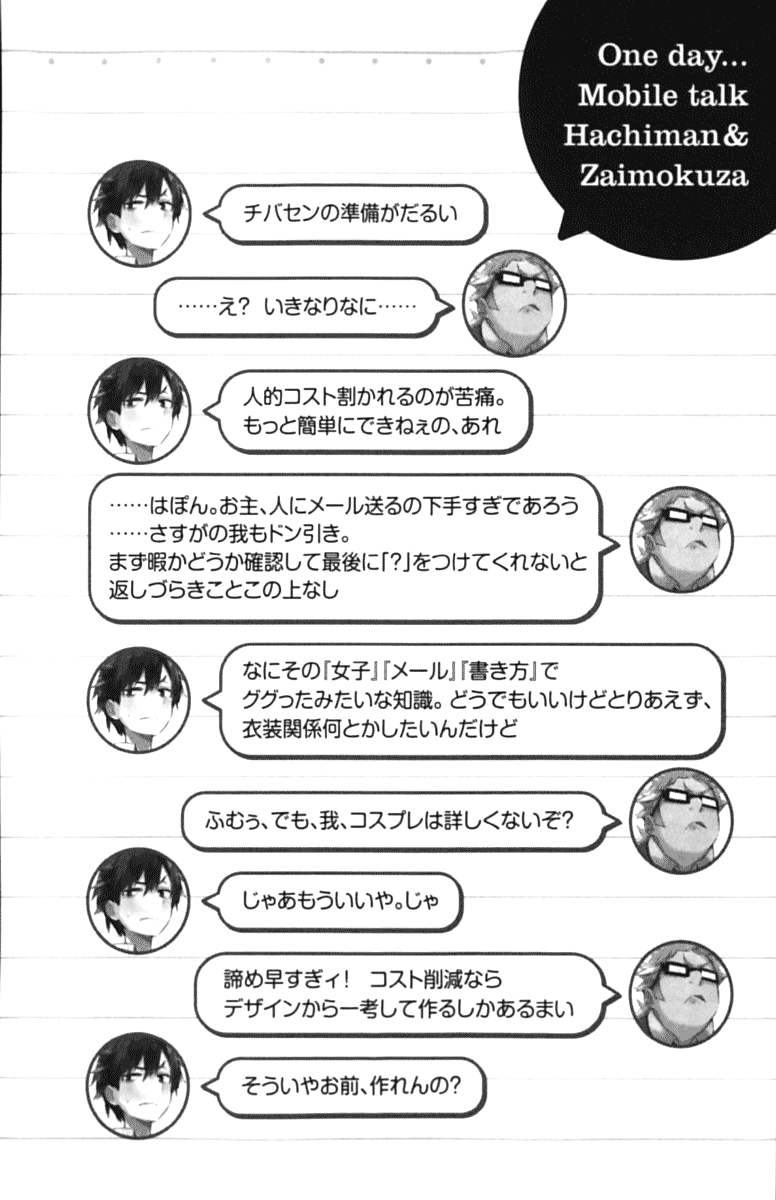 One day…
Mobile talk
Hachiman&
Zaimokuza
チバセンの準備がだるい
……え？ いきなりなに……
人的コスト割かれるのが苦痛。
もっと簡単にできねぇの、あれ
……はぽん。お主、人にメール送るの下手すぎであろう
……さすがの我もドン引き。
まず暇かどうか確認して最後に「？」をつけてくれないと
返しづらきことこの上なし
なにその『女子』『メール』『書き方』で
ググったみたいな知識。どうでもいいけどとりあえず、
衣装関係何とかしたいんだけど
ふむぅ、でも、我、コスプレは詳しくないぞ？
じゃあもういいや。じゃ
諦め早すぎィ！ コスト削減なら
デザインから一考して作るしかあるまい
そういやお前、作れんの？